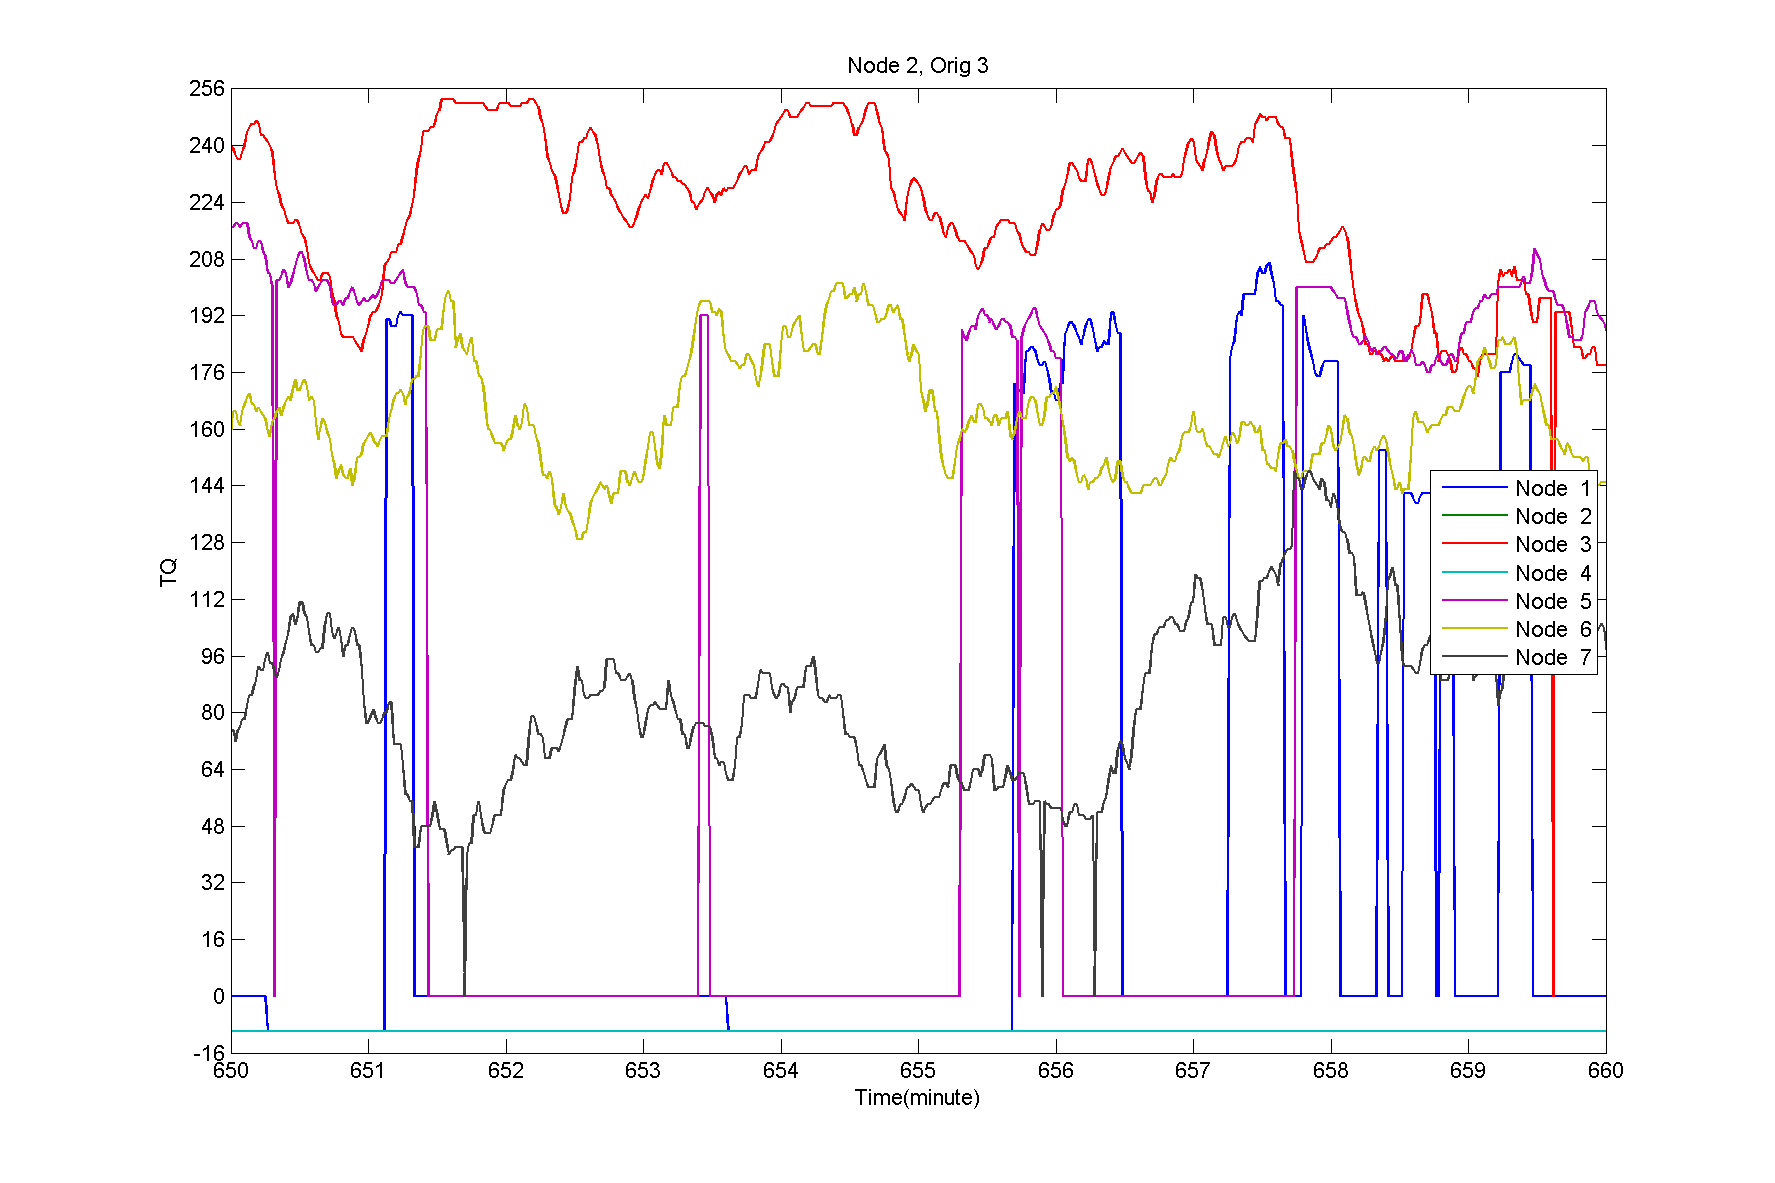 Node 2, Orig 3
256
240
224
208
192
176
160
144
128
112
96
80
64
48
32
16
0
-16
TQ
Node 1
Node 2
Node 3
Node 4
Node 5
Node 6
Node 7
650 651 652 653 654 655 656 657 658 659 660
Time(minute)